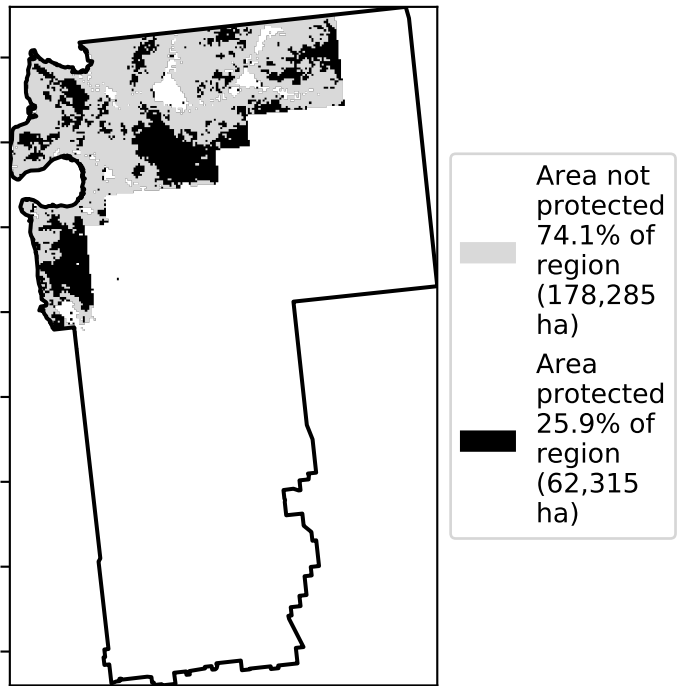 Area not
protected
74.1% of
region
(178,285
ha)
Area
protected
25.9% of
region
(62,315
ha)